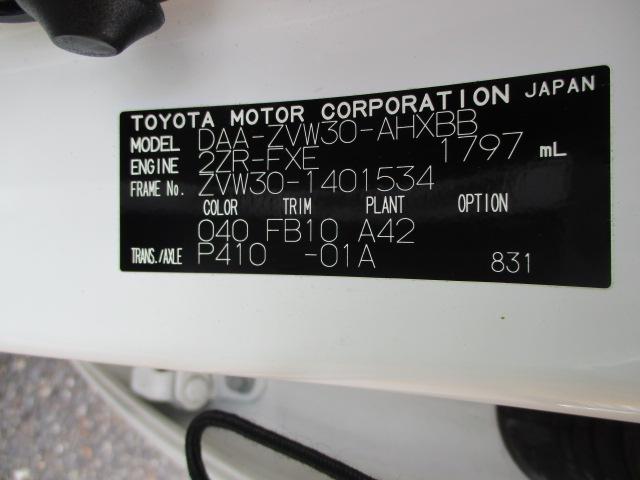 TOYOTA MOTOR CORPORATION JAPAN
MODEL DAA-ZVW30-AHXBB
ENGINE 2ZR-FXE 1797 mL
FRAME No. ZVW30-1401534
COLOR TRIM PLANT OPTION
040 FB10 A42
TRANS./AXLE P410 -01A 831